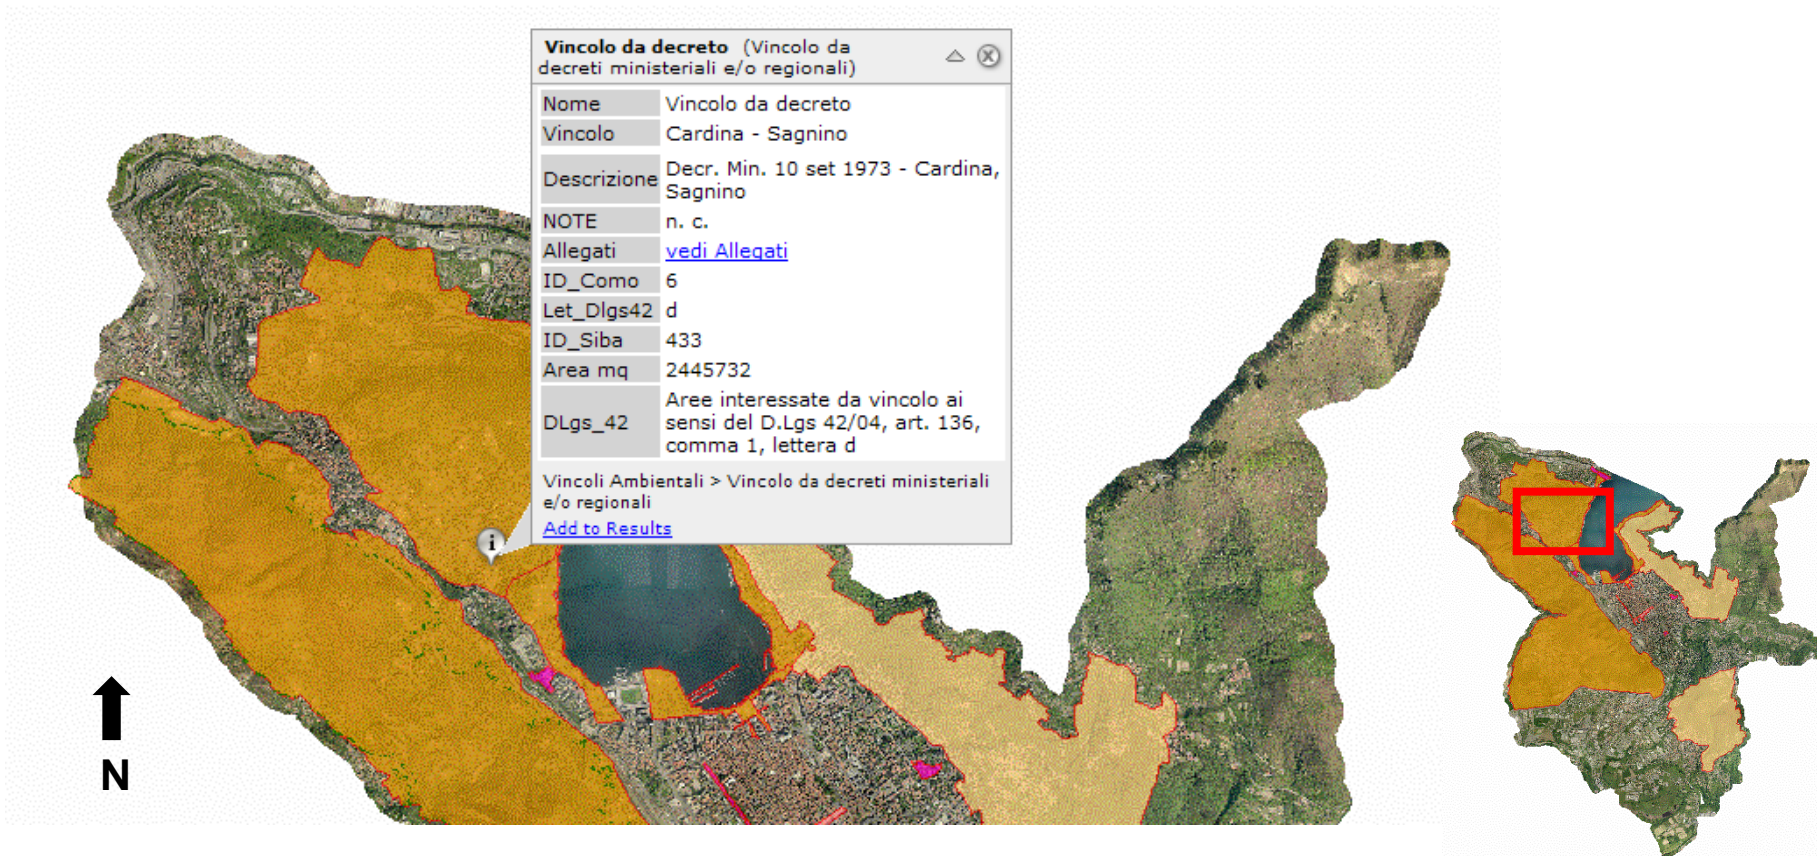 Vincolo da decreto (Vincolo da
decreti ministeriali e/o regionali)
Nome Vincolo da decreto
Vincolo Cardina - Sagnino
Descrizione Decr. Min. 10 set 1973 - Cardina,
Sagnino
NOTE n. c.
Allegati vedi Allegati
ID_Como 6
Let_Dlgs42 d
ID_Siba 433
Area mq 2445732
DLgs_42 Aree interessate da vincolo ai
sensi del D.Lgs 42/04, art. 136,
comma 1, lettera d
Vincoli Ambientali > Vincolo da decreti ministeriali
e/o regionali
Add to Results
i
N